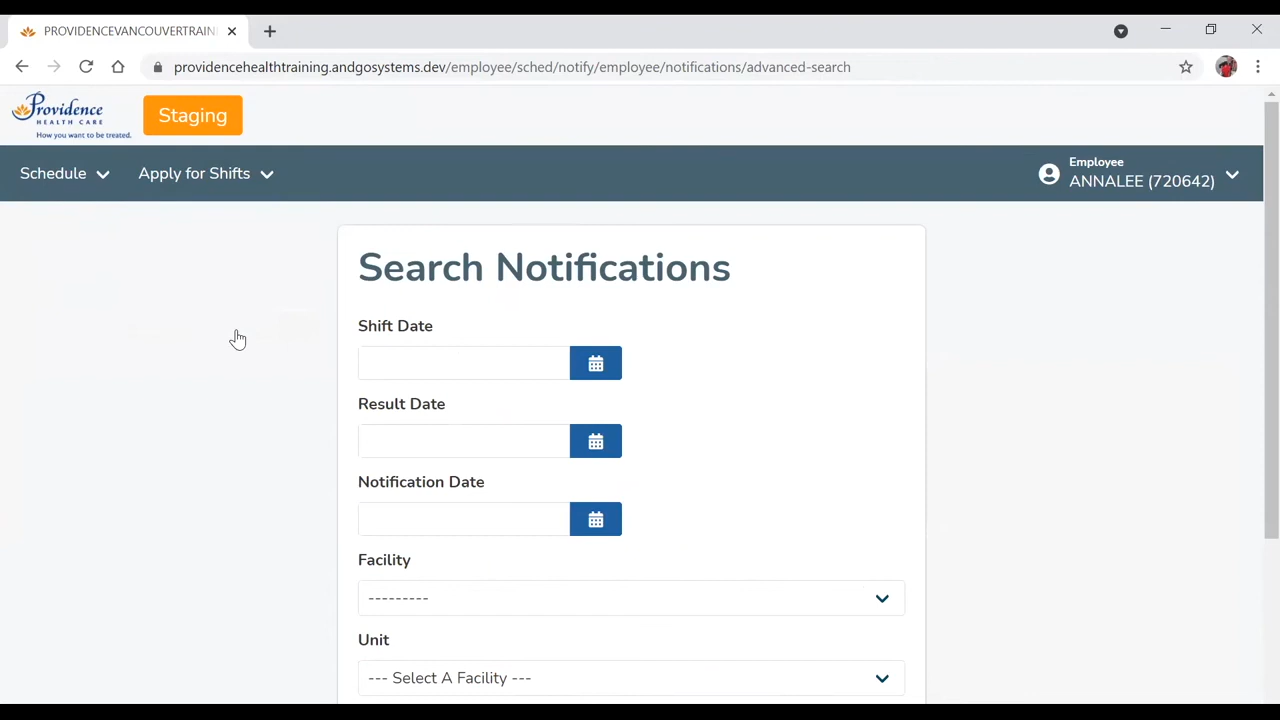 PROVIDENCEVANCOUVERTRAIN
providencehealthtraining.andgosystems.dev/employee/sched/notify/employee/notifications/advanced-search
Providence
HEALTH CARE
How you want to be treated.
Staging
Schedule
Apply for Shifts
Employee
ANNALEE (720642)
Search Notifications
Shift Date
Result Date
Notification Date
Facility
---------
Unit
--- Select A Facility ---